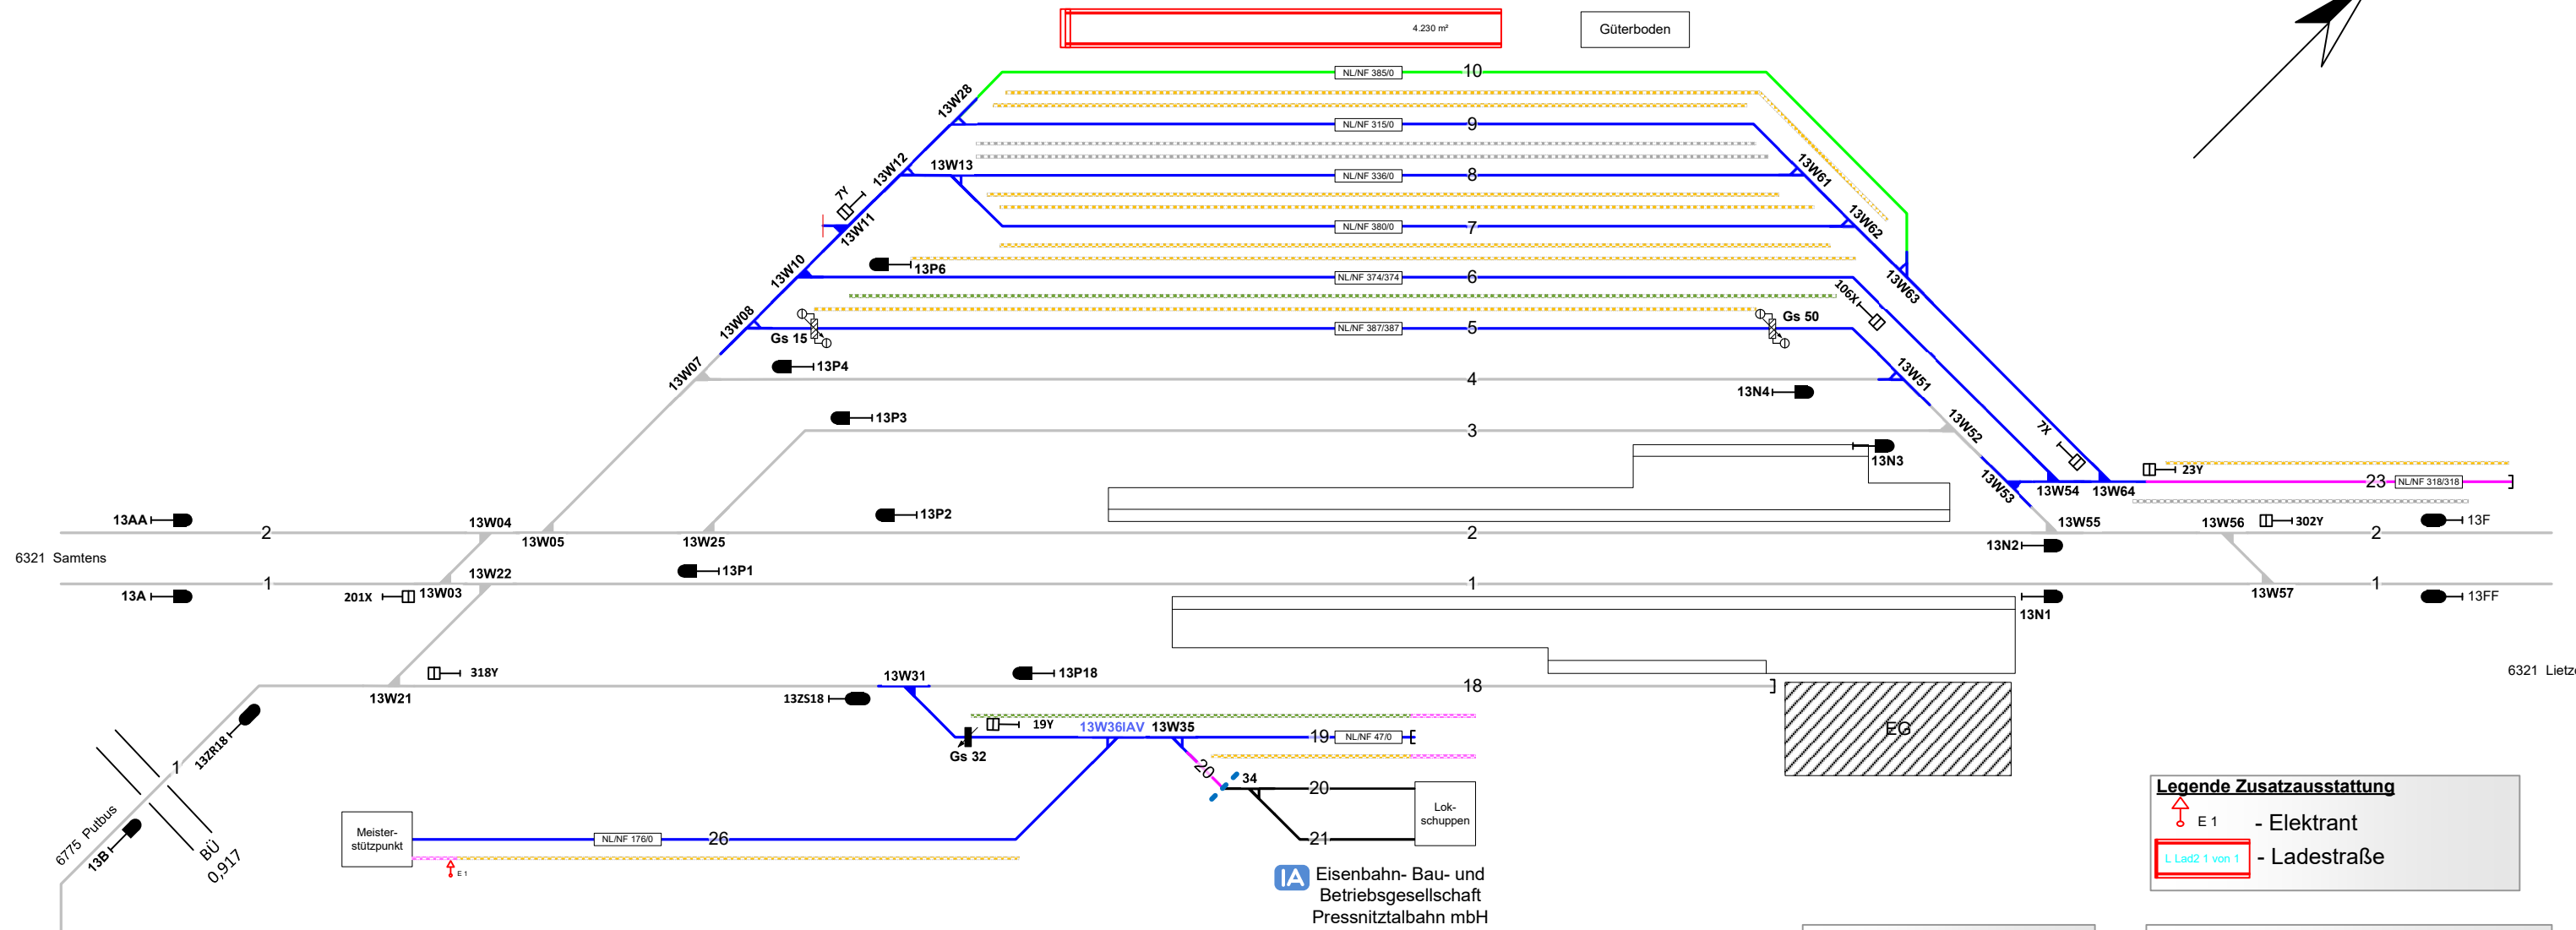 4.230 m²
Güterboden
NL/NF 385/0
10
13W28
NL/NF 315/0
9
13W12
13W13
NL/NF 336/0
8
13W61
7Y
13W11
NL/NF 380/0
7
13W62
13W10
13P6
NL/NF 374/374
6
13W63
106X
13W08
Gs 15
NL/NF 387/387
5
Gs 50
13W07
13P4
4
13N4
13W51
13P3
3
13W52
7X
13N3
23Y
13W53
13W54
13W64
23
NL/NF 318/318
13AA
2
13W04
13W05
13W25
13P2
2
13N2
13W55
13W56
302Y
2
13F
6321 Samtens
13A
1
201X
13W03
13W22
13P1
1
13N1
13W57
1
13FF
6321 Lietz
318Y
13W21
13ZS18
13W31
13P18
18
13ZR18
19Y
Gs 32
13W36IAV
13W35
19
NL/NF 47/0
EG
1
20
34
20
Lok-
schuppen
21
6775 Putbus
13B
BÜ
0,917
Meister-
stützpunkt
NL/NF 176/0
26
E 1
IA
Eisenbahn- Bau- und
Betriebsgesellschaft
Pressnitztalbahn mbH
Legende Zusatzausstattung
E 1 - Elektrant
L Lad2 1 von 1 - Ladestraße